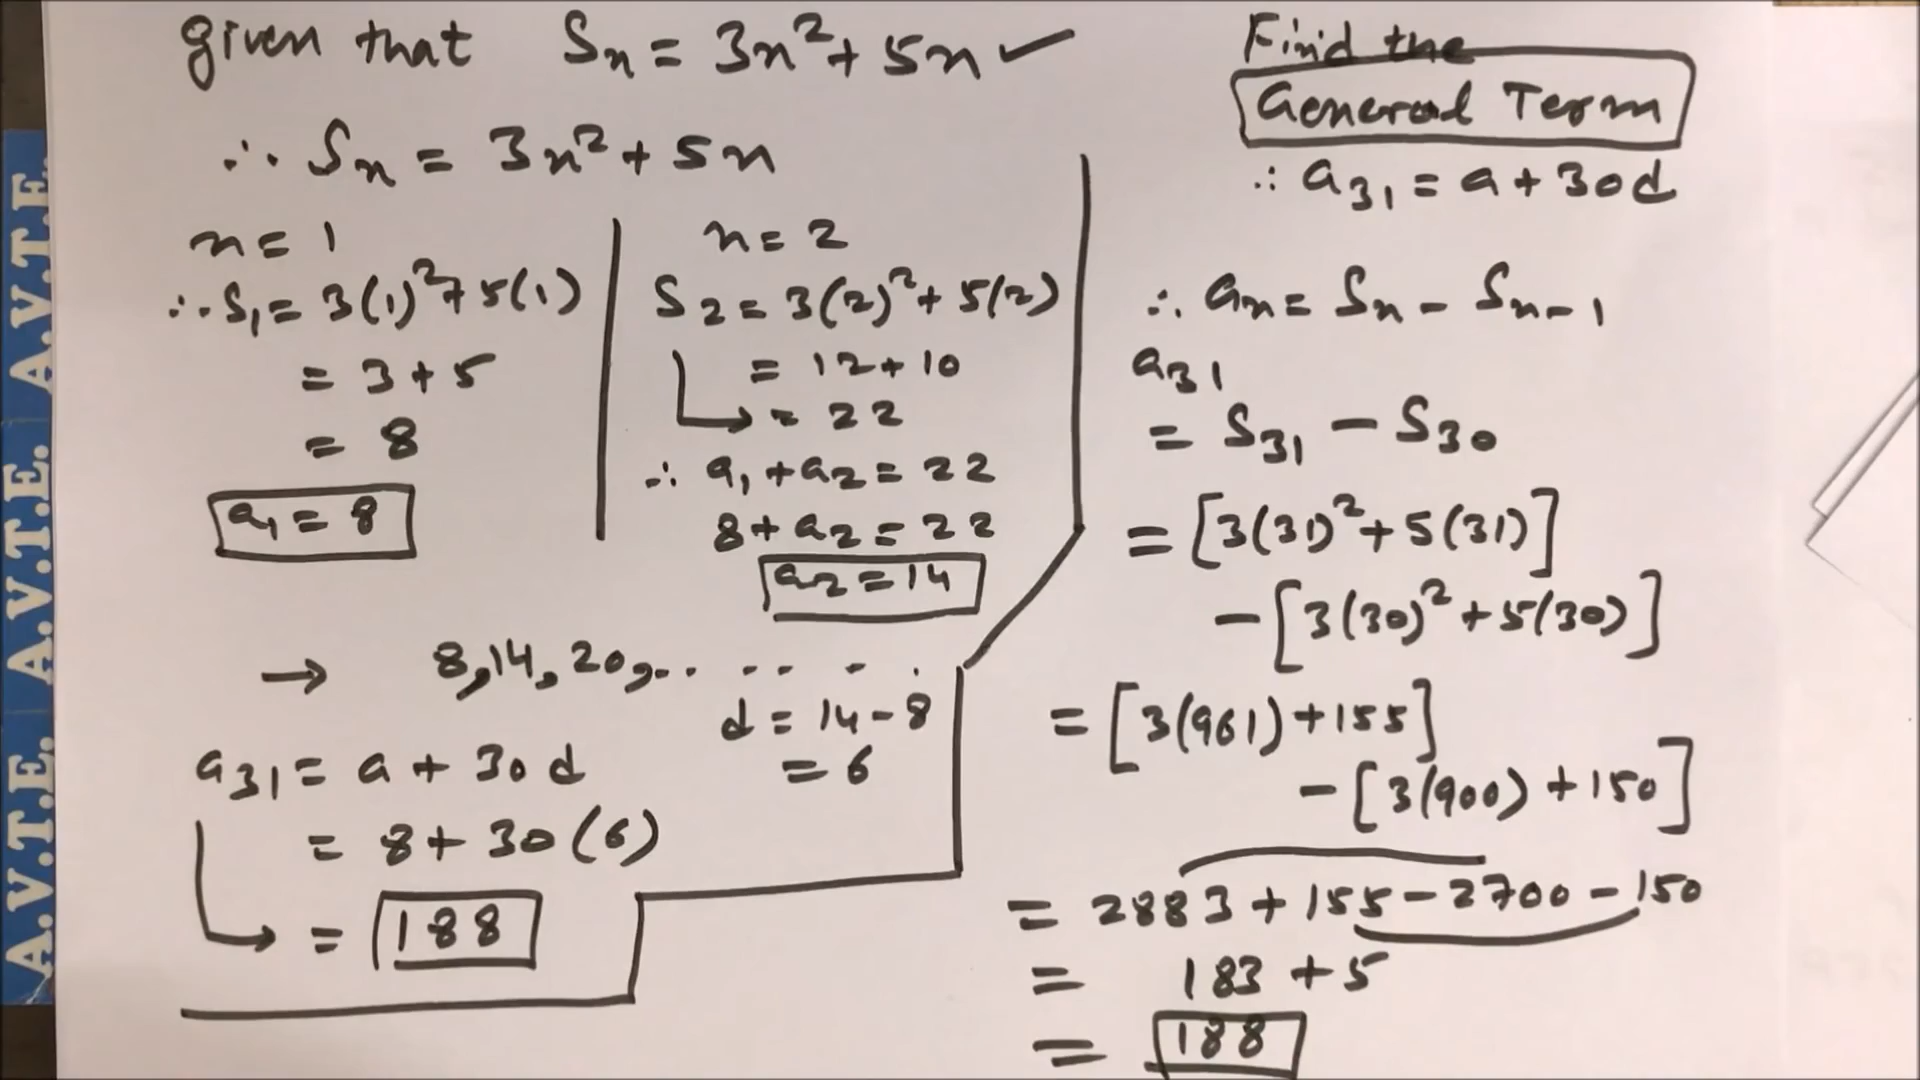 given that Sn = 3n² + 5n ✓
∴ Sn = 3n² + 5n
n = 1
∴ S₁ = 3(1)² + 5(1)
= 3 + 5
= 8
a₁ = 8
n = 2
S₂ = 3(2)² + 5(2)
= 12 + 10
= 22
∴ a₁ + a₂ = 22
8 + a₂ = 22
a₂ = 14
→ 8, 14, 20, .. .. . .
d = 14 - 8
= 6
a₃₁ = a + 30d
= 8 + 30(6)
= 188
Find the
General Term
∴ a₃₁ = a + 30d
∴ an = Sn - Sn-1
a₃₁
= S₃₁ - S₃₀
= [3(31)² + 5(31)]
- [3(30)² + 5(30)]
= [3(961) + 155]
- [3(900) + 150]
= 2883 + 155 - 2700 - 150
= 183 + 5
= 188
A.V.T.E. A.V.T.E. A.V.T.E.